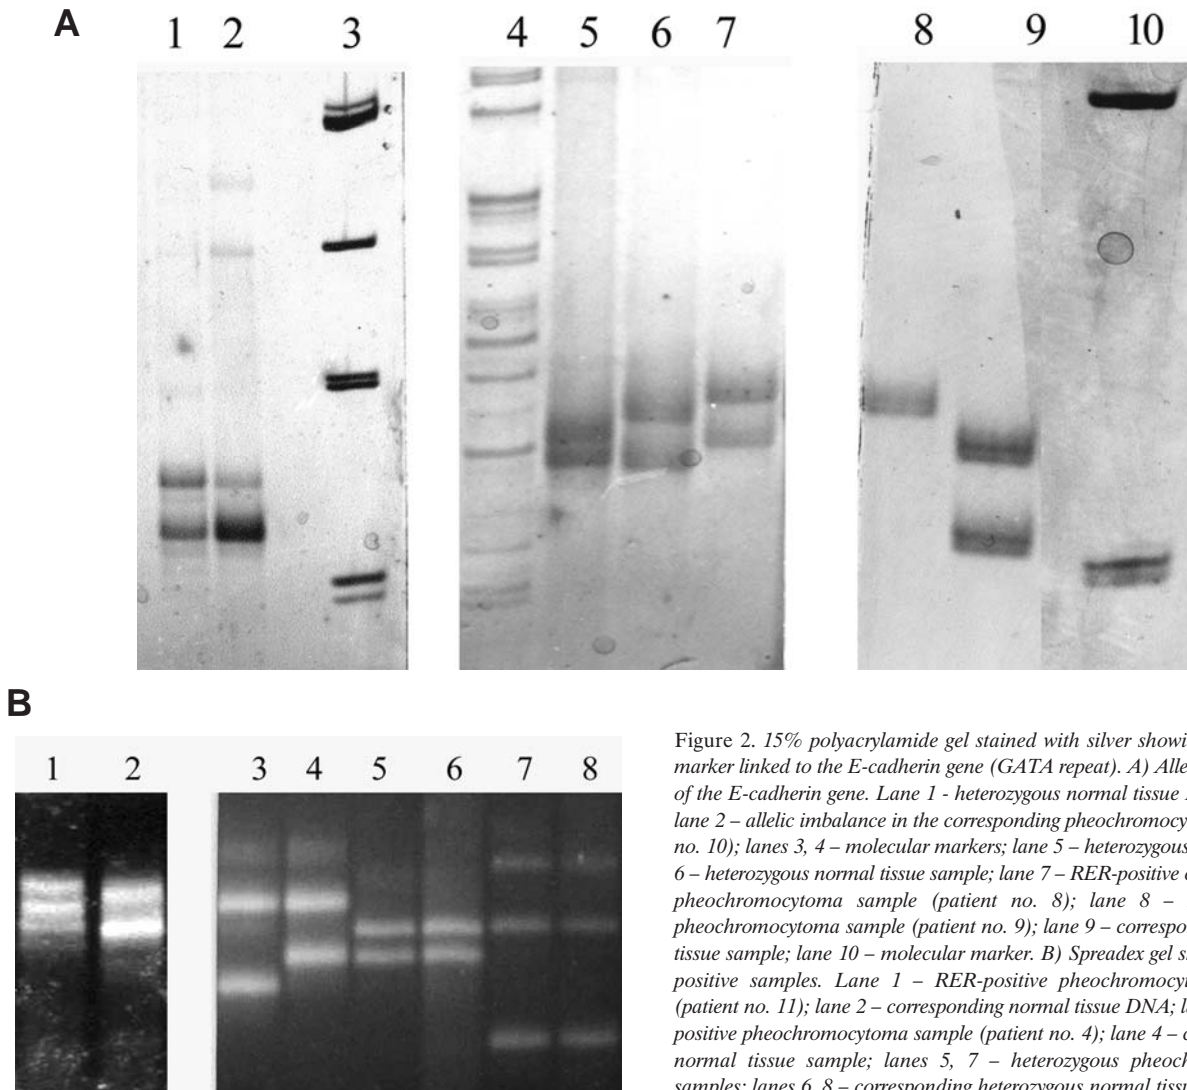 A
1 2 3 4 5 6 7 8 9 10
B
1 2 3 4 5 6 7 8
Figure 2. 15% polyacrylamide gel stained with silver showi
marker linked to the E-cadherin gene (GATA repeat). A) Alle
of the E-cadherin gene. Lane 1 - heterozygous normal tissue
lane 2 – allelic imbalance in the corresponding pheochromocy
no. 10); lanes 3, 4 – molecular markers; lane 5 – heterozygous
6 – heterozygous normal tissue sample; lane 7 – RER-positive
pheochromocytoma sample (patient no. 8); lane 8 –
pheochromocytoma sample (patient no. 9); lane 9 – correspo
tissue sample; lane 10 – molecular marker. B) Spreadex gel s
positive samples. Lane 1 – RER-positive pheochromocyt
(patient no. 11); lane 2 – corresponding normal tissue DNA; l
positive pheochromocytoma sample (patient no. 4); lane 4 – c
normal tissue sample; lanes 5, 7 – heterozygous pheoch
samples; lanes 6, 8 – corresponding heterozygous normal tissu